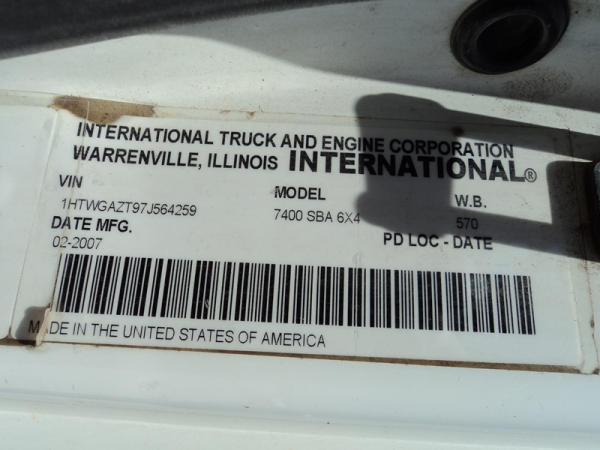 INTERNATIONAL TRUCK AND ENGINE CORPORATION
WARRENVILLE, ILLINOIS INTERNATIONAL®
VIN MODEL W.B.
1HTWGAZT97J564259 7400 SBA 6X4 570
DATE MFG. PD LOC - DATE
02-2007
MADE IN THE UNITED STATES OF AMERICA